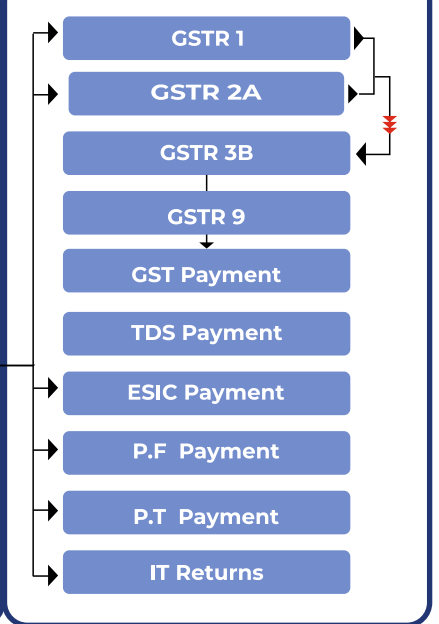 GSTR 1
GSTR 2A
GSTR 3B
GSTR 9
GST Payment
TDS Payment
ESIC Payment
P.F Payment
P.T Payment
IT Returns